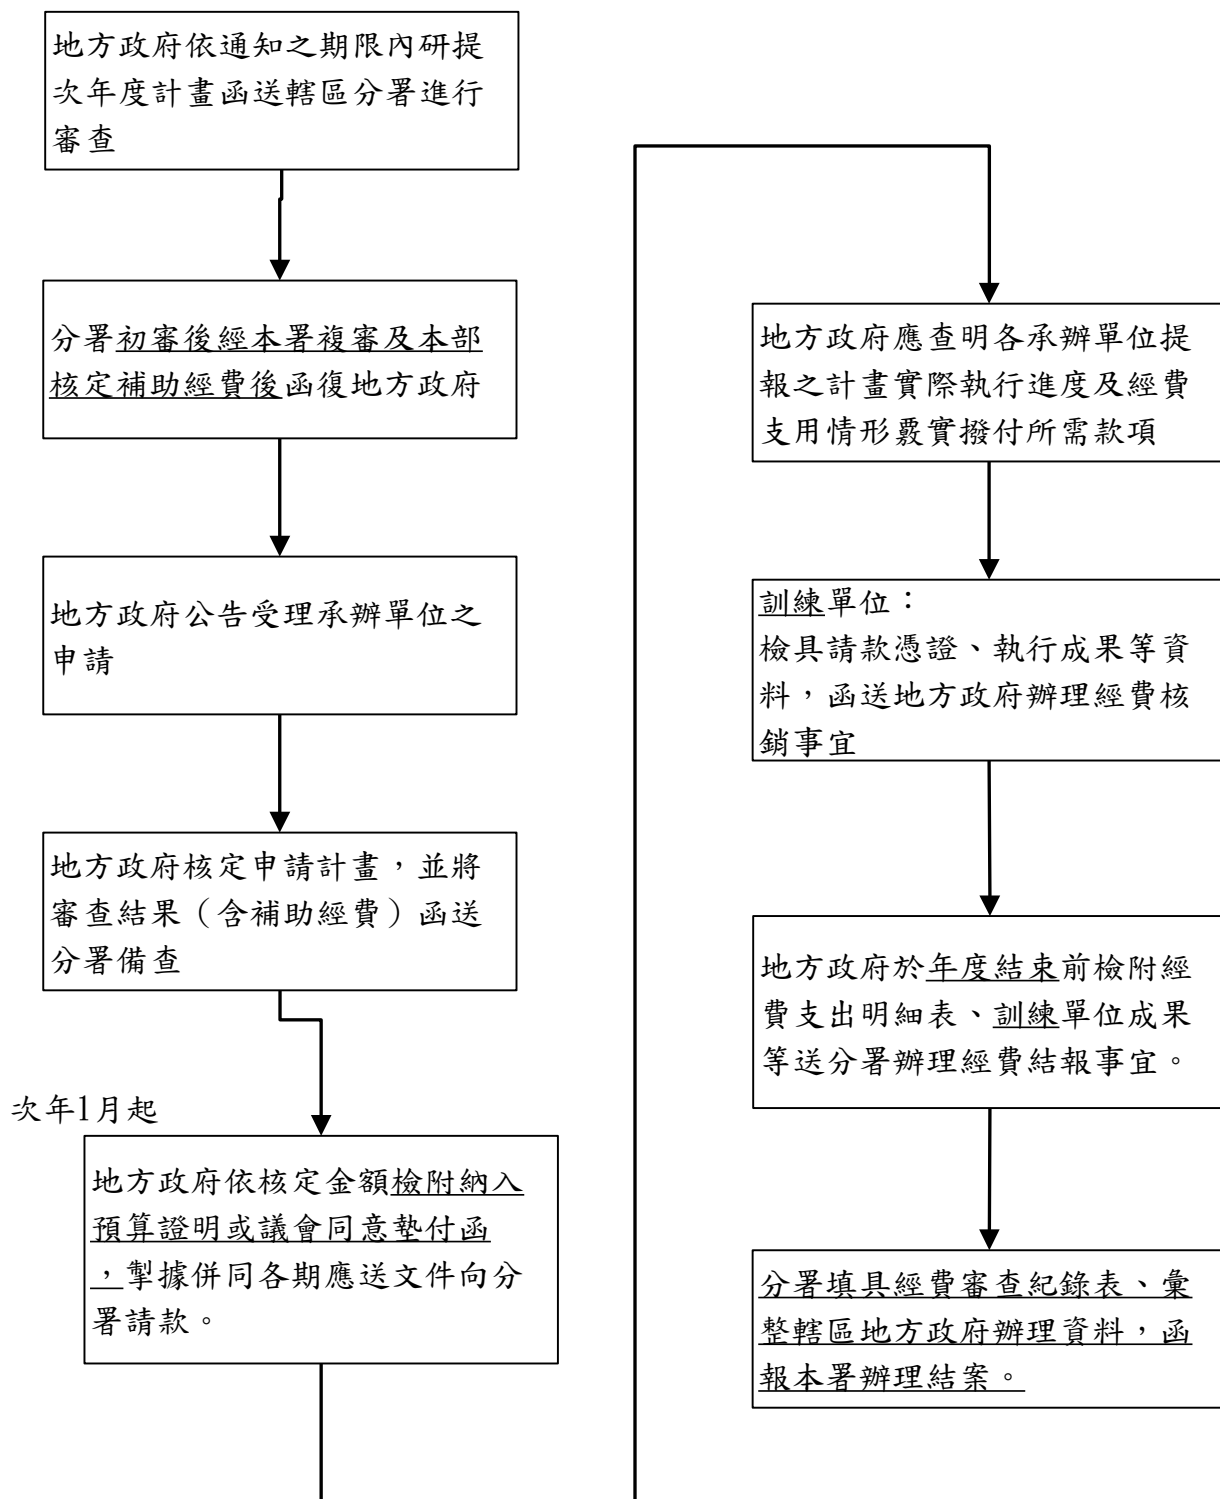 地方政府依通知之期限內研提
次年度計畫函送轄區分署進行
審查
分署初審後經本署複審及本部
核定補助經費後函復地方政府
地方政府公告受理承辦單位之
申請
地方政府核定申請計畫，並將
審查結果（含補助經費）函送
分署備查
次年1月起
地方政府依核定金額檢附納入
預算證明或議會同意墊付函
，掣據併同各期應送文件向分
署請款。
地方政府應查明各承辦單位提
報之計畫實際執行進度及經費
支用情形覈實撥付所需款項
訓練單位：
檢具請款憑證、執行成果等資
料，函送地方政府辦理經費核
銷事宜
地方政府於年度結束前檢附經
費支出明細表、訓練單位成果
等送分署辦理經費結報事宜。
分署填具經費審查紀錄表、彙
整轄區地方政府辦理資料，函
報本署辦理結案。